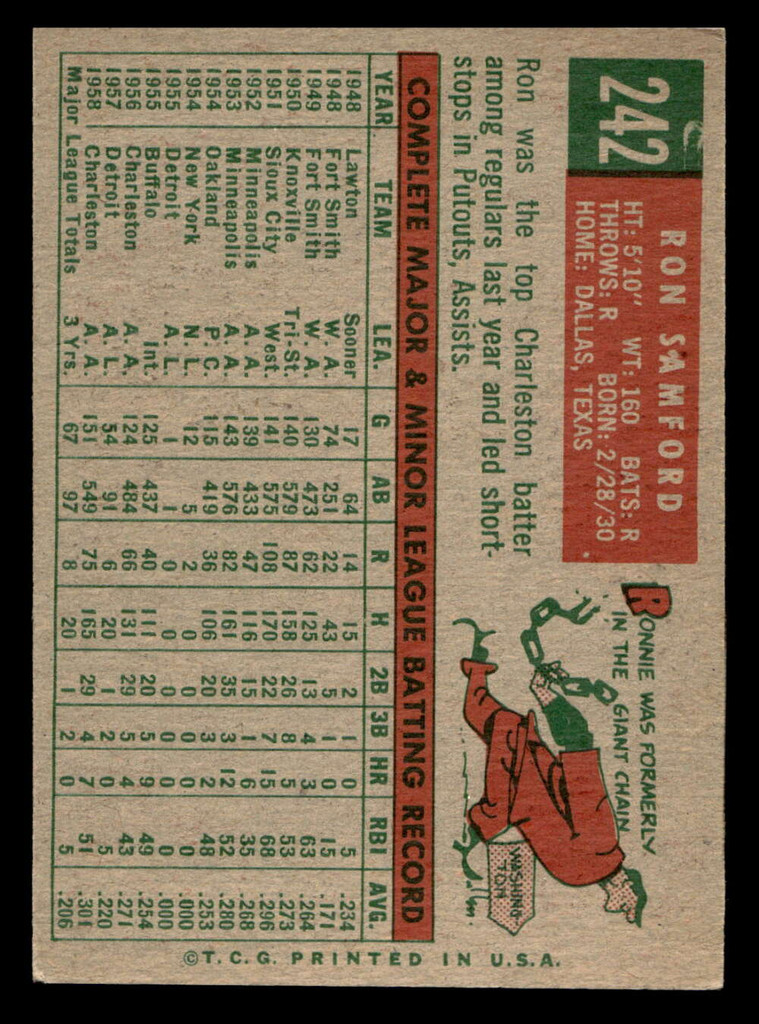 242
RON SAMFORD
HT: 5'10" WT: 160 BATS: R
THROWS: R BORN: 2/28/30
HOME: DALLAS, TEXAS
Ron was the top Charleston batter
among regulars last year and led short-
stops in Putouts, Assists.
RONNIE WAS FORMERLY
IN THE GIANT CHAIN
WASHING-
TON
COMPLETE MAJOR & MINOR LEAGUE BATTING RECORD
YEAR TEAM LEA. G AB R H 2B 3B HR RBI AVG.
1948 Lawton Sooner 17 64 14 15 2 1 0 5 .234
1948 Fort Smith W. A. 74 251 22 43 5 1 0 15 .171
1949 Fort Smith W. A. 130 473 62 125 13 4 3 63 .264
1950 Knoxville Tri-St. 140 579 87 158 26 8 5 53 .273
1951 Sioux City West. 141 575 108 170 22 7 15 68 .296
1952 Minneapolis A. A. 139 433 47 116 15 1 6 35 .268
1953 Minneapolis A. A. 143 576 82 161 35 3 12 52 .280
1954 Oakland P. C. 115 419 36 106 20 3 2 48 .253
1954 New York N. L. 12 5 2 0 0 0 0 0 .000
1955 Detroit A. L. 1 1 0 0 0 0 0 0 .000
1955 Buffalo Int. 125 437 40 111 20 5 9 49 .254
1956 Charleston A. A. 124 484 66 131 29 5 4 43 .271
1957 Detroit A. L. 54 91 6 20 1 2 0 5 .220
1958 Charleston A. A. 151 549 75 165 29 4 7 51 .301
Major League Totals 3 Yrs. 67 97 8 20 1 2 0 5 .206
© T. C. G. PRINTED IN U.S.A.